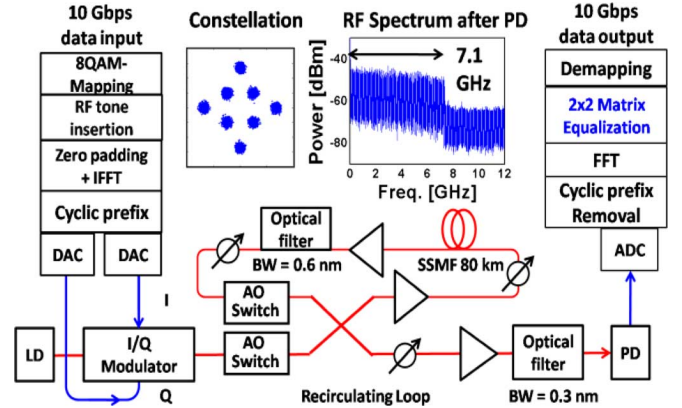 10 Gbps
data input
8QAM-
Mapping
RF tone
insertion
Zero padding
+ IFFT
Cyclic prefix
DAC
DAC
I
Q
LD
I/Q
Modulator
Constellation
RF Spectrum after PD
Power [dBm]
-40
-60
-80
7.1
GHz
0
2
4
6
8
10
12
Freq. [GHz]
10 Gbps
data output
Demapping
2x2 Matrix
Equalization
FFT
Cyclic prefix
Removal
ADC
Optical
filter
BW = 0.6 nm
SSMF 80 km
AO
Switch
AO
Switch
Recirculating Loop
Optical
filter
BW = 0.3 nm
PD